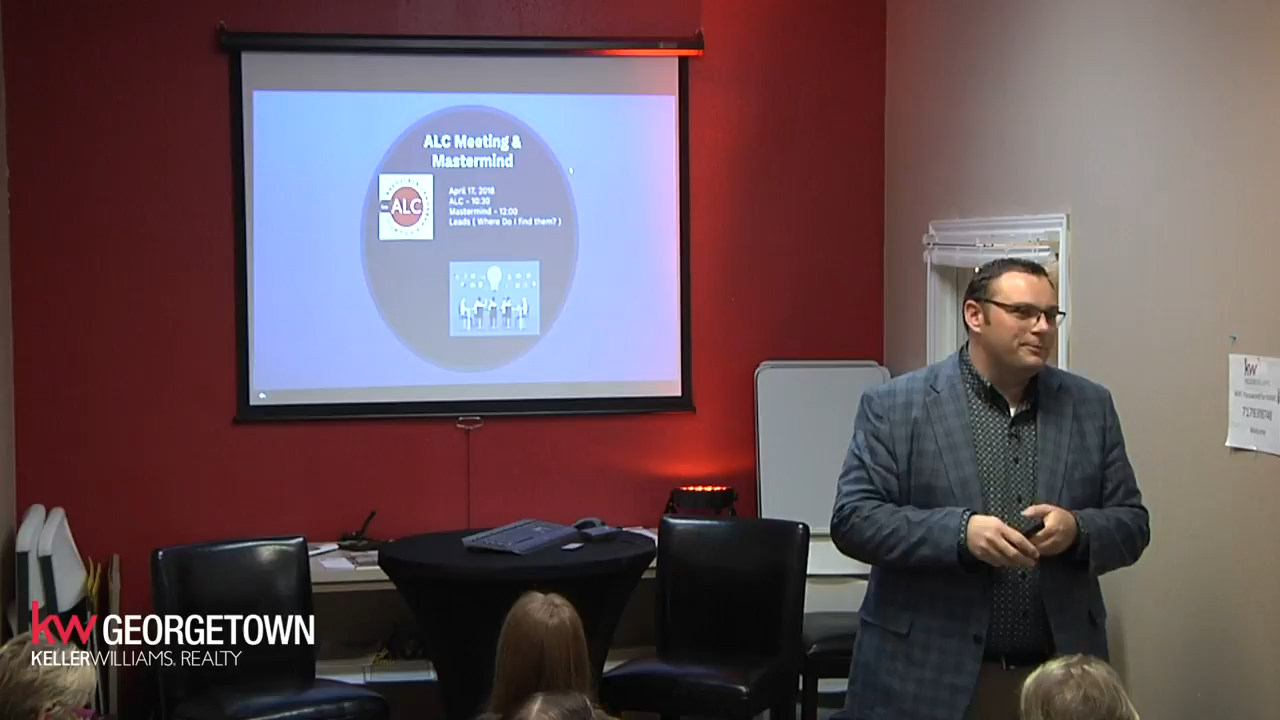 ALC Meeting &
Mastermind
ALC
April 17, 2018
ALC - 10:30
Mastermind - 12:00
Leads ( Where Do I find them? )
kw
kw GEORGETOWN
KELLERWILLIAMS. REALTY